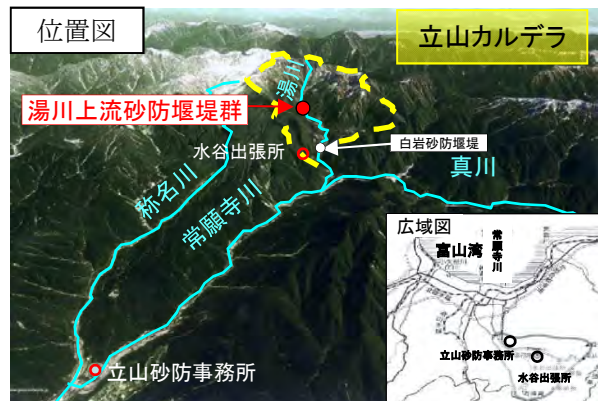 位置図
立山カルデラ
湯川
湯川上流砂防堰堤群
白岩砂防堰堤
水谷出張所
真川
称名川
常願寺川
立山砂防事務所
広域図
富山湾
常願寺川
立山砂防事務所
水谷出張所